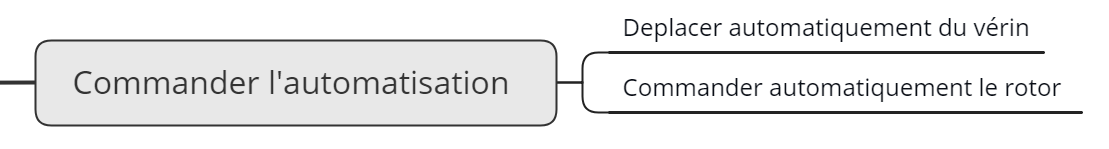 Deplacer automatiquement du vérin
Commander l'automatisation
Commander automatiquement le rotor